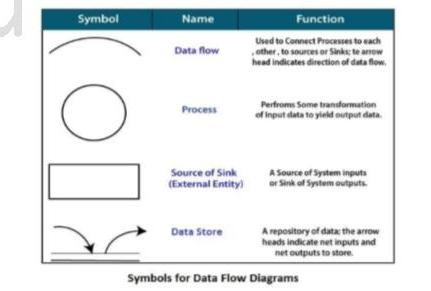 Symbol Name Function
Data flow
Used to Connect Processes to each
, other , to sources or Sinks; te arrow
head indicates direction of data flow.
Process
Perfroms Some transformation
of Input data to yield output data.
Source of Sink
(External Entity)
A Source of System inputs
or Sink of System outputs.
Data Store
A repository of data; the arrow
heads indicate net inputs and
net outputs to store.
Symbols for Data Flow Diagrams